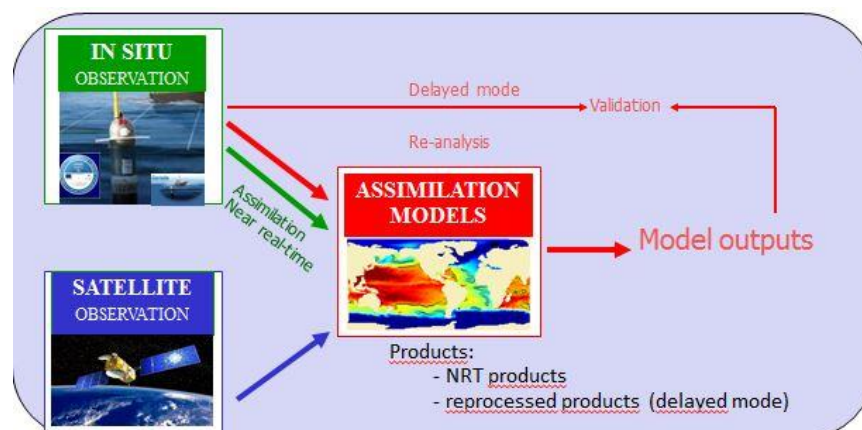 IN SITU
OBSERVATION
Delayed mode
Validation
Re-analysis
Assimilation
Near real-time
ASSIMILATION
MODELS
Model outputs
SATELLITE
OBSERVATION
Products:
- NRT products
- reprocessed products (delayed mode)